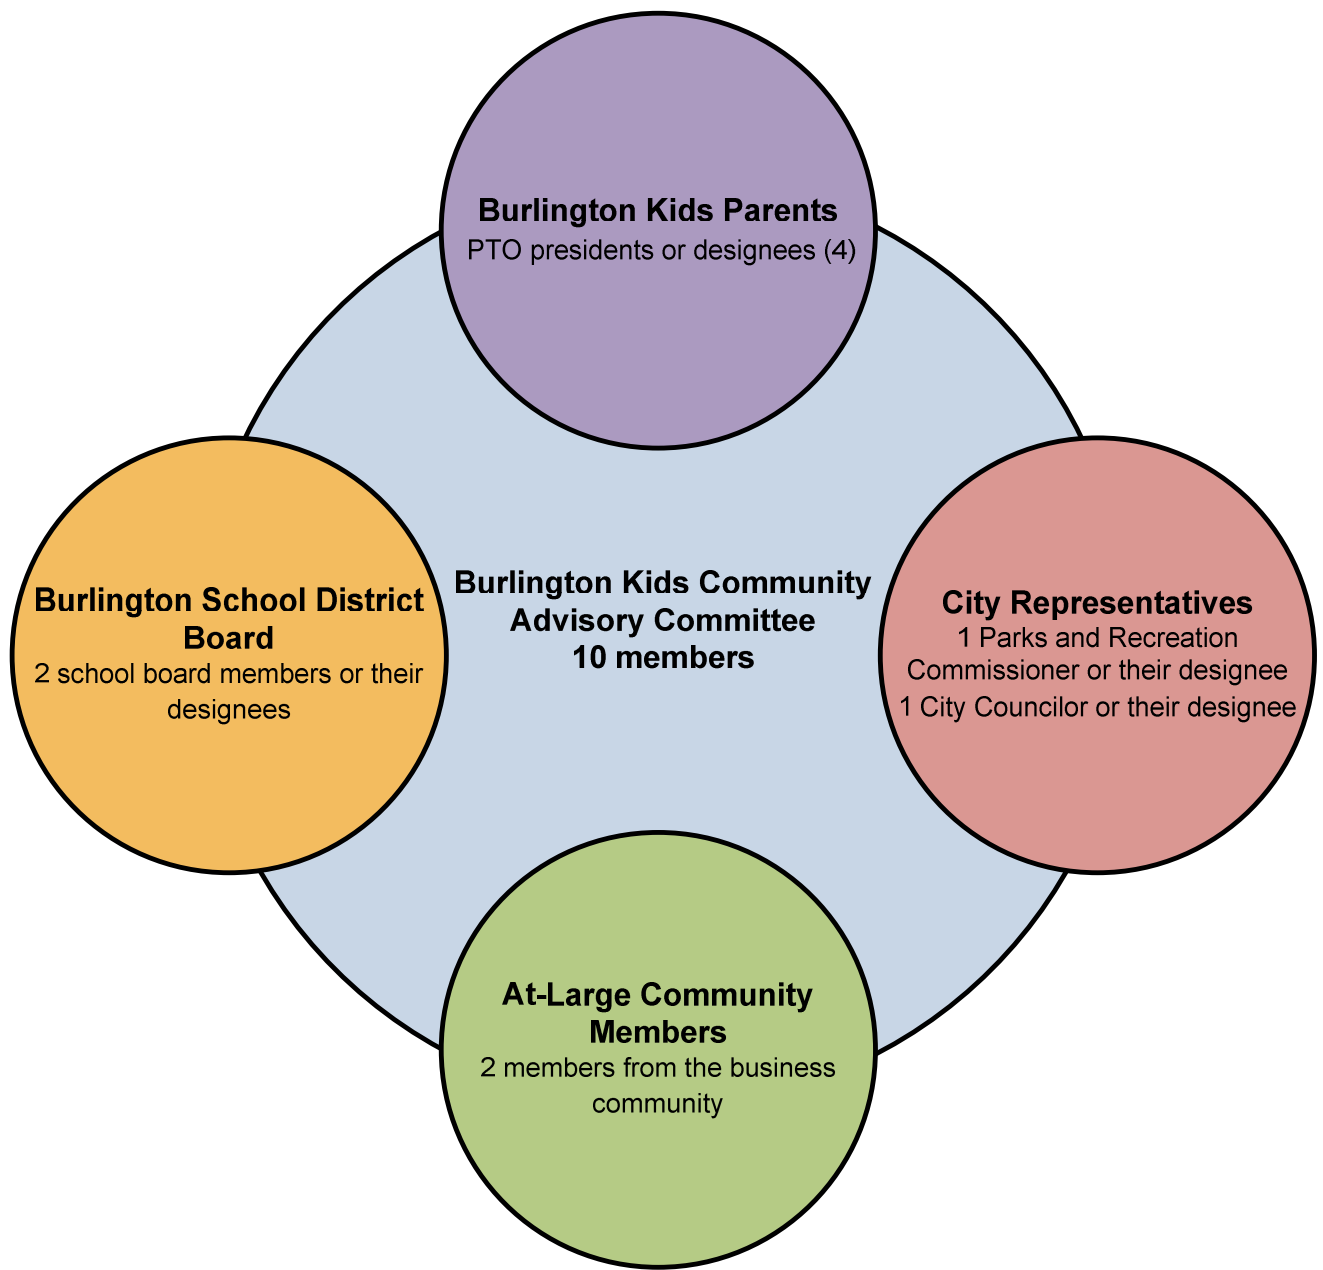 Burlington Kids Parents
PTO presidents or designees (4)
Burlington School District
Board
2 school board members or their
designees
Burlington Kids Community
Advisory Committee
10 members
City Representatives
1 Parks and Recreation
Commissioner or their designee
1 City Councilor or their designee
At-Large Community
Members
2 members from the business
community